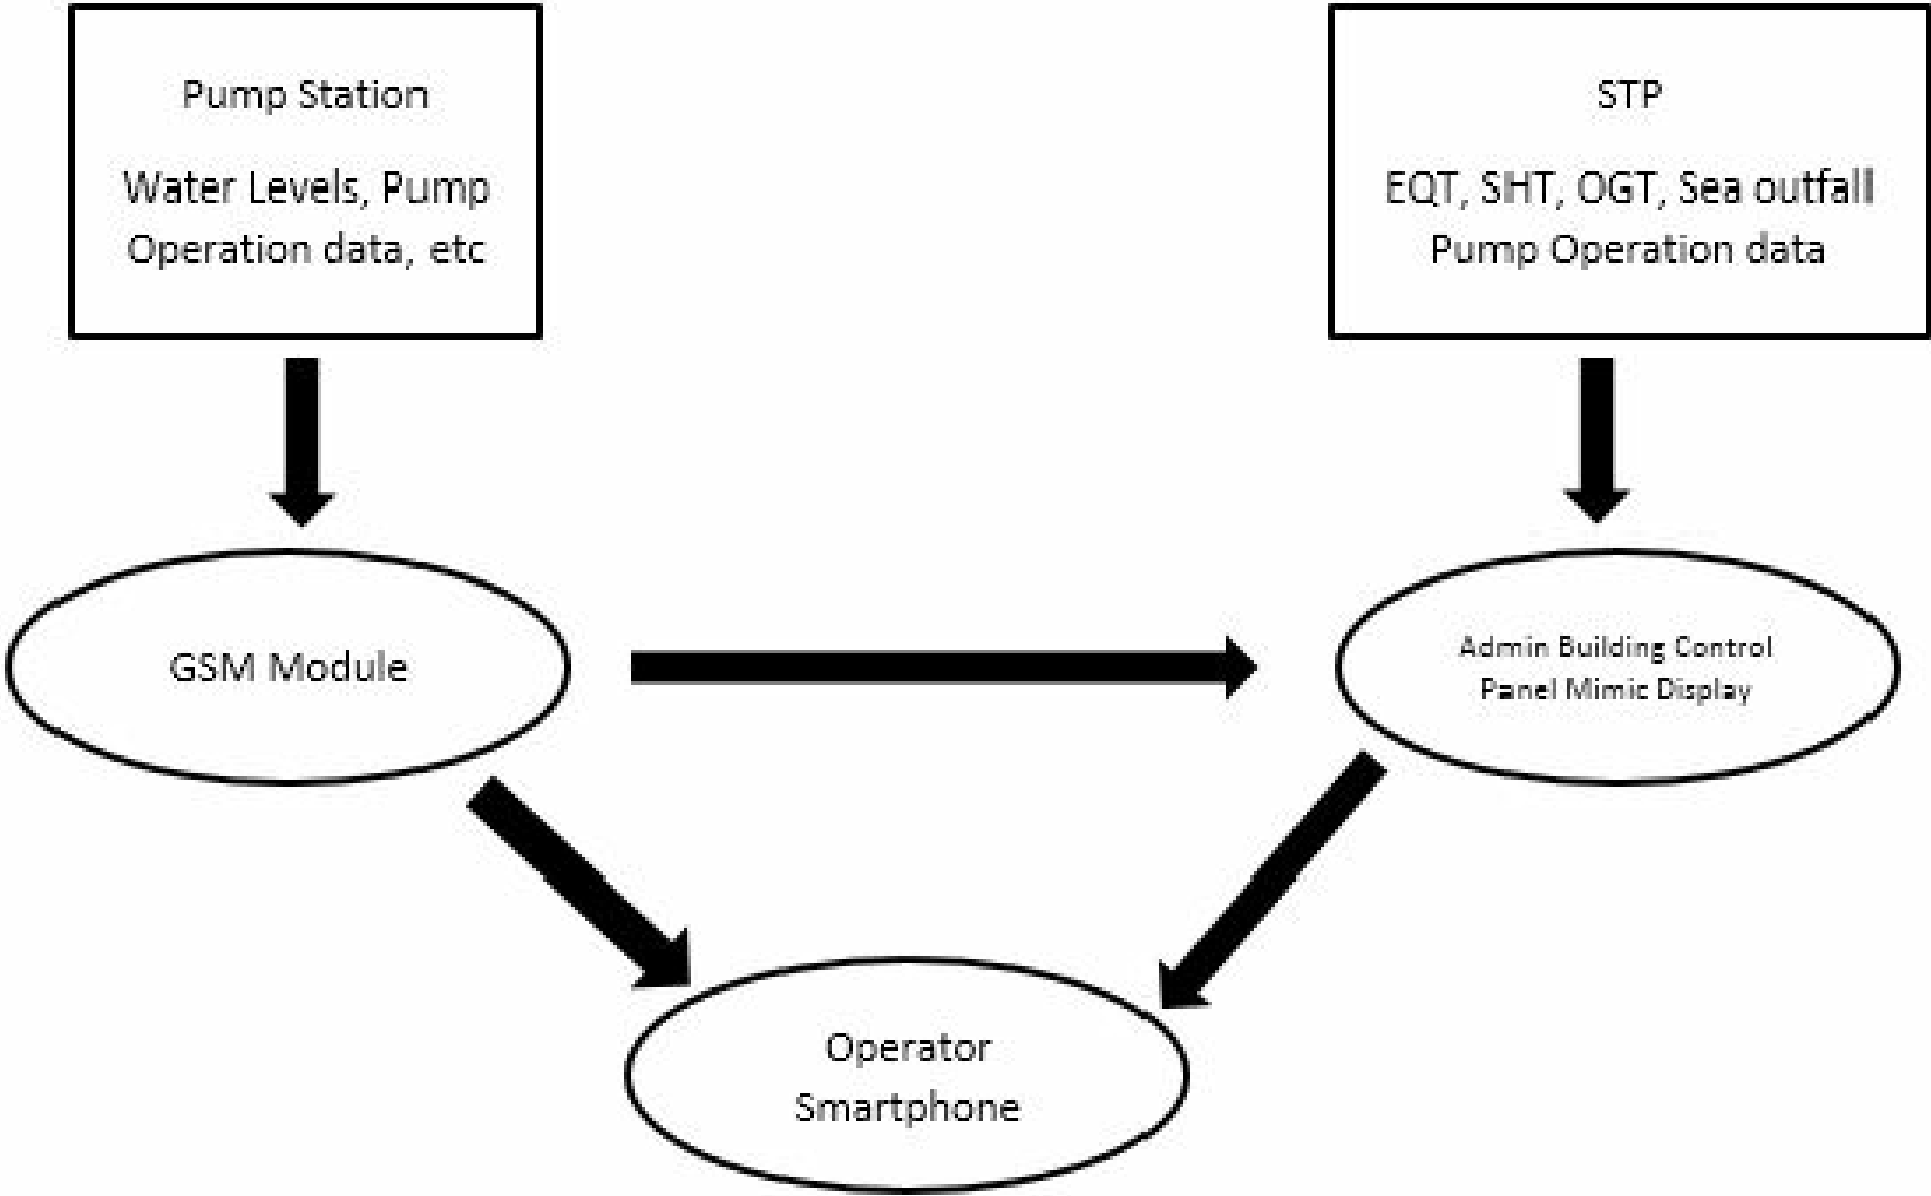 Pump Station
Water Levels, Pump
Operation data, etc
STP
EQT, SHT, OGT, Sea outfall
Pump Operation data
GSM Module
Admin Building Control
Panel Mimic Display
Operator
Smartphone